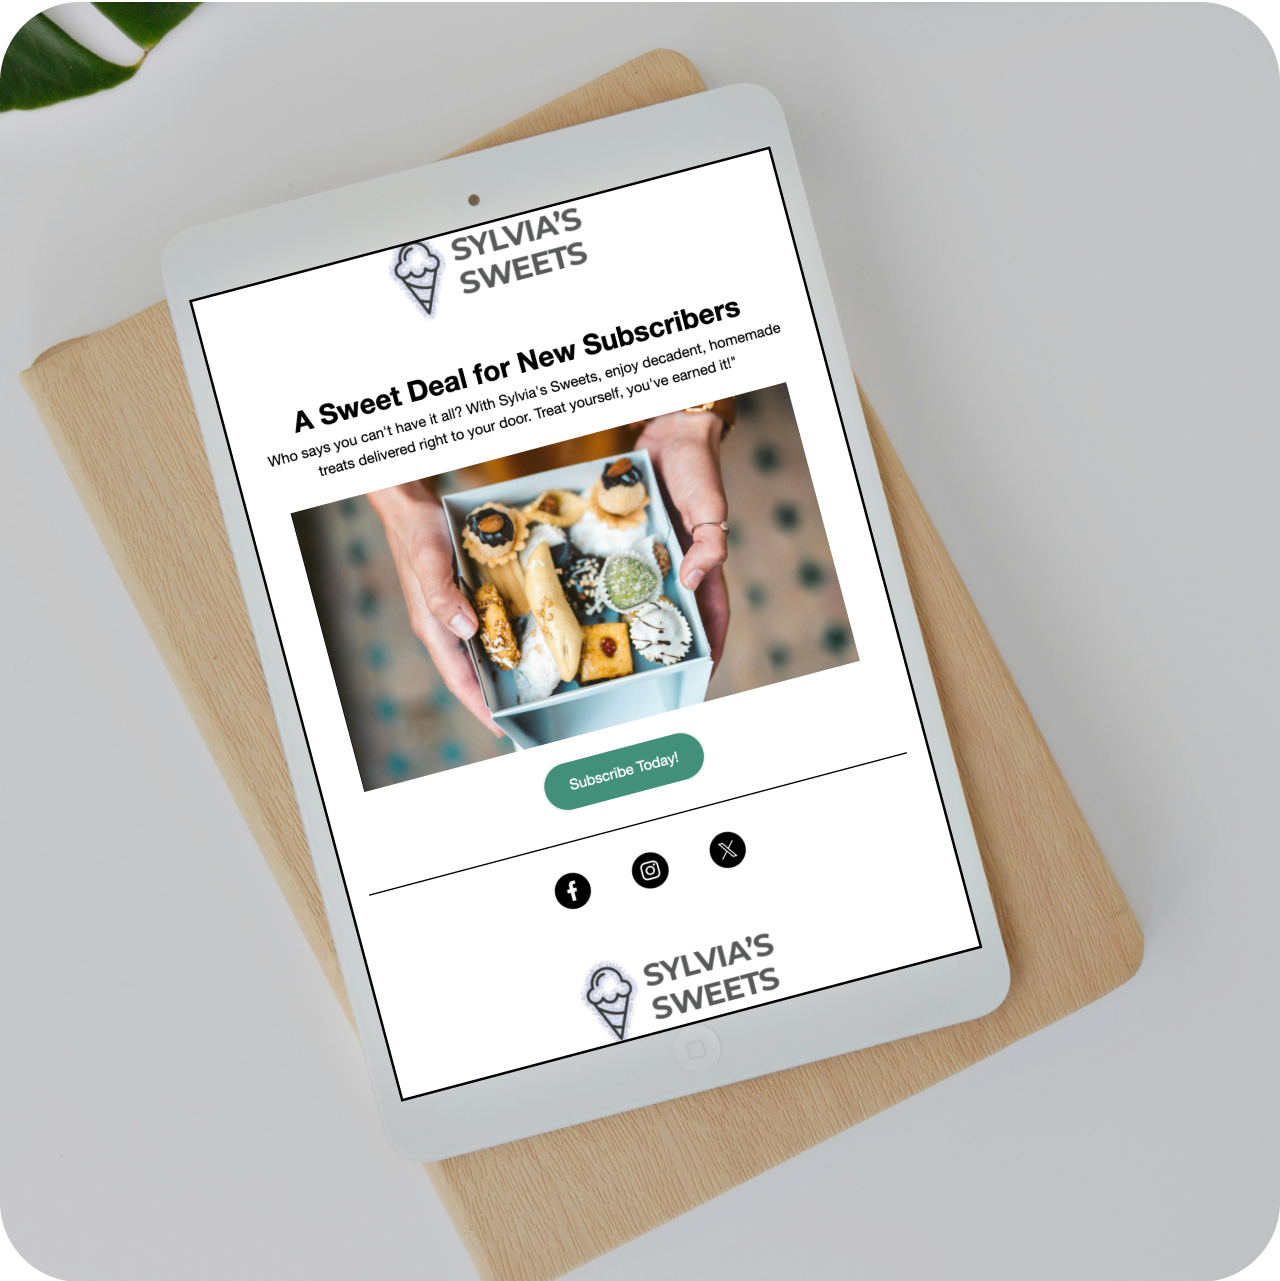 SYLVIA'S
SWEETS
A Sweet Deal for New Subscribers
Who says you can't have it all? With Sylvia's Sweets, enjoy decadent, homemade
treats delivered right to your door. Treat yourself, you've earned it!"
Subscribe Today!
SYLVIA'S
SWEETS